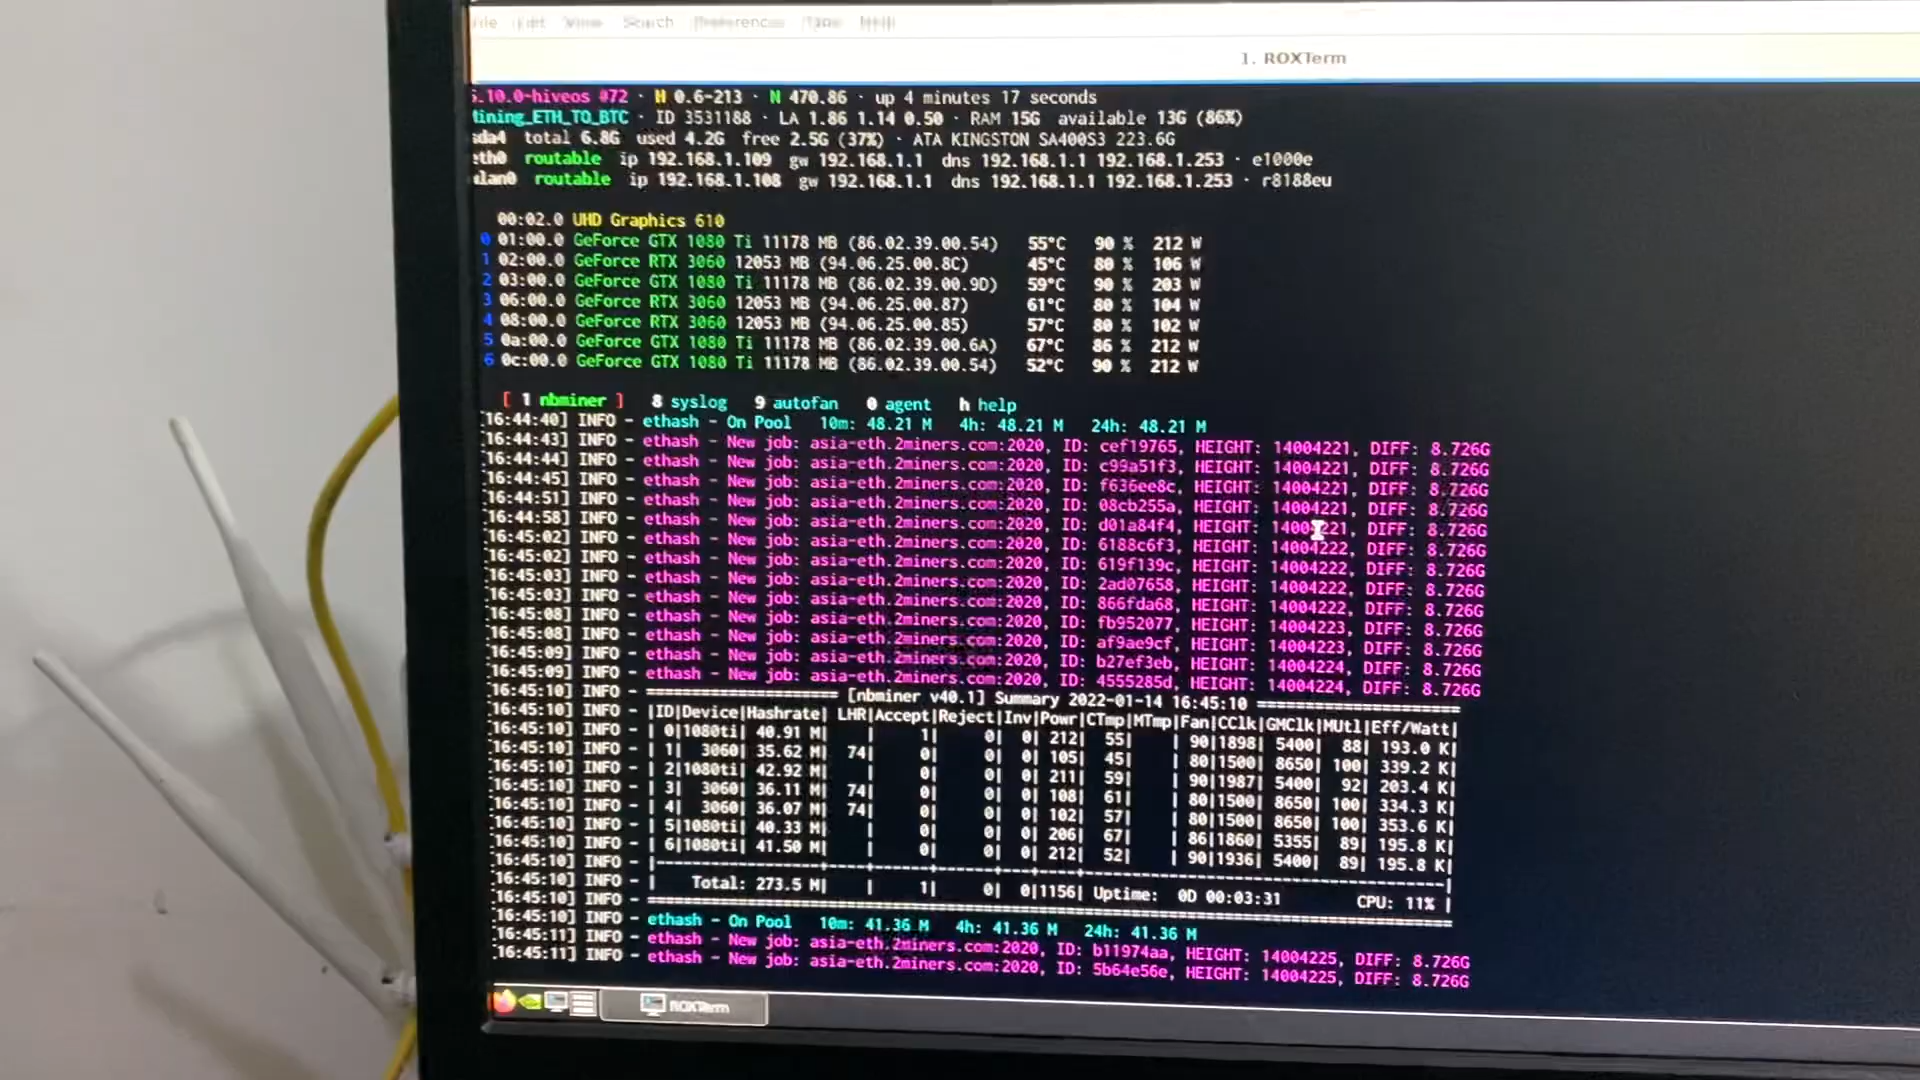 File Edit View Search Preferences Tabs Help
1. ROXTerm
5.10.0-hiveos #72 · H 0.6-213 · N 470.86 · up 4 minutes 17 seconds
Mining_ETH_TO_BTC · ID 3531188 · LA 1.86 1.14 0.50 · RAM 15G available 13G (86%)
sda4 total 6.8G used 4.2G free 2.5G (37%) · ATA KINGSTON SA400S3 223.6G
eth0 routable ip 192.168.1.109 gw 192.168.1.1 dns 192.168.1.1 192.168.1.253 · e1000e
wlan0 routable ip 192.168.1.108 gw 192.168.1.1 dns 192.168.1.1 192.168.1.253 · r8188eu
00:02.0 UHD Graphics 610
0 01:00.0 GeForce GTX 1080 Ti 11178 MB (86.02.39.00.54) 55°C 90 % 212 W
1 02:00.0 GeForce RTX 3060 12053 MB (94.06.25.00.8C) 45°C 80 % 106 W
2 03:00.0 GeForce GTX 1080 Ti 11178 MB (86.02.39.00.9D) 59°C 90 % 203 W
3 06:00.0 GeForce RTX 3060 12053 MB (94.06.25.00.87) 61°C 80 % 104 W
4 08:00.0 GeForce RTX 3060 12053 MB (94.06.25.00.85) 57°C 80 % 102 W
5 0a:00.0 GeForce GTX 1080 Ti 11178 MB (86.02.39.00.6A) 67°C 86 % 212 W
6 0c:00.0 GeForce GTX 1080 Ti 11178 MB (86.02.39.00.54) 52°C 90 % 212 W
[ 1 nbminer ] 8 syslog 9 autofan 0 agent h help
[16:44:40] INFO - ethash - On Pool 10m: 48.21 M 4h: 48.21 M 24h: 48.21 M
[16:44:43] INFO - ethash - New job: asia-eth.2miners.com:2020, ID: cef19765, HEIGHT: 14004221, DIFF: 8.726G
[16:44:44] INFO - ethash - New job: asia-eth.2miners.com:2020, ID: c99a51f3, HEIGHT: 14004221, DIFF: 8.726G
[16:44:45] INFO - ethash - New job: asia-eth.2miners.com:2020, ID: f636ee8c, HEIGHT: 14004221, DIFF: 8.726G
[16:44:51] INFO - ethash - New job: asia-eth.2miners.com:2020, ID: 08cb255a, HEIGHT: 14004221, DIFF: 8.726G
[16:44:58] INFO - ethash - New job: asia-eth.2miners.com:2020, ID: d01a84f4, HEIGHT: 14004221, DIFF: 8.726G
[16:45:02] INFO - ethash - New job: asia-eth.2miners.com:2020, ID: 6188c6f3, HEIGHT: 14004222, DIFF: 8.726G
[16:45:02] INFO - ethash - New job: asia-eth.2miners.com:2020, ID: 619f139c, HEIGHT: 14004222, DIFF: 8.726G
[16:45:03] INFO - ethash - New job: asia-eth.2miners.com:2020, ID: 2ad07658, HEIGHT: 14004222, DIFF: 8.726G
[16:45:03] INFO - ethash - New job: asia-eth.2miners.com:2020, ID: 866fda68, HEIGHT: 14004222, DIFF: 8.726G
[16:45:08] INFO - ethash - New job: asia-eth.2miners.com:2020, ID: fb952077, HEIGHT: 14004223, DIFF: 8.726G
[16:45:08] INFO - ethash - New job: asia-eth.2miners.com:2020, ID: af9ae9cf, HEIGHT: 14004223, DIFF: 8.726G
[16:45:09] INFO - ethash - New job: asia-eth.2miners.com:2020, ID: b27ef3eb, HEIGHT: 14004224, DIFF: 8.726G
[16:45:09] INFO - ethash - New job: asia-eth.2miners.com:2020, ID: 4555285d, HEIGHT: 14004224, DIFF: 8.726G
[16:45:10] INFO - ==================== [nbminer v40.1] Summary 2022-01-14 16:45:10 ====================
[16:45:10] INFO - |ID|Device|Hashrate| LHR|Accept|Reject|Inv|Powr|CTmp|MTmp|Fan|CClk|GMClk|MUtl|Eff/Watt|
[16:45:10] INFO - | 0|1080ti| 40.91 M| | 1| 0| 0| 212| 55| | 90|1898| 5400| 88| 193.0 K|
[16:45:10] INFO - | 1| 3060| 35.62 M| 74| 0| 0| 0| 105| 45| | 80|1500| 8650| 100| 339.2 K|
[16:45:10] INFO - | 2|1080ti| 42.92 M| | 0| 0| 0| 211| 59| | 90|1987| 5400| 92| 203.4 K|
[16:45:10] INFO - | 3| 3060| 36.11 M| 74| 0| 0| 0| 108| 61| | 80|1500| 8650| 100| 334.3 K|
[16:45:10] INFO - | 4| 3060| 36.07 M| 74| 0| 0| 0| 102| 57| | 80|1500| 8650| 100| 353.6 K|
[16:45:10] INFO - | 5|1080ti| 40.33 M| | 0| 0| 0| 206| 67| | 86|1860| 5355| 89| 195.8 K|
[16:45:10] INFO - | 6|1080ti| 41.50 M| | 0| 0| 0| 212| 52| | 90|1936| 5400| 89| 195.8 K|
[16:45:10] INFO - |------------------+----+------+------+---+----+------------------------------------|
[16:45:10] INFO - | Total: 273.5 M| | 1| 0| 0|1156| Uptime: 0D 00:03:31 CPU: 11% |
[16:45:10] INFO - ================================================================================
[16:45:10] INFO - ethash - On Pool 10m: 41.36 M 4h: 41.36 M 24h: 41.36 M
[16:45:11] INFO - ethash - New job: asia-eth.2miners.com:2020, ID: b11974aa, HEIGHT: 14004225, DIFF: 8.726G
[16:45:11] INFO - ethash - New job: asia-eth.2miners.com:2020, ID: 5b64e56e, HEIGHT: 14004225, DIFF: 8.726G
ROXTerm